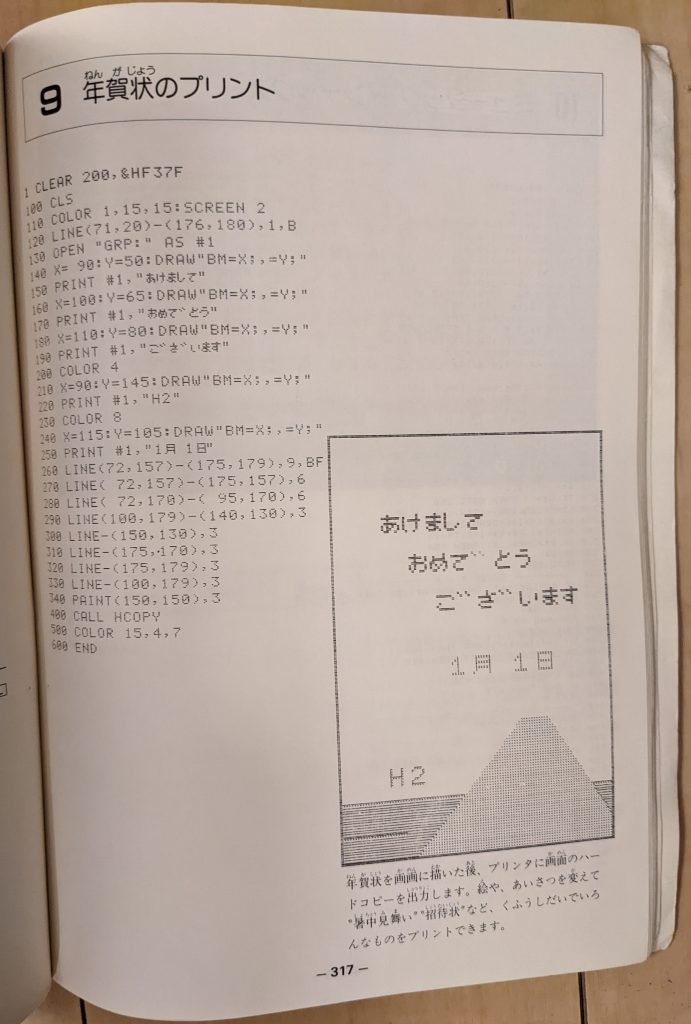 9 年賀状のプリント
ねん が じょう
1 CLEAR 200,&HF37F
100 CLS
110 COLOR 1,15,15:SCREEN 2
120 LINE(71,20)-(176,180),1,B
130 OPEN "GRP:" AS #1
140 X= 90:Y=50:DRAW"BM=X;,=Y;"
150 PRINT #1,"あけまして"
160 X=100:Y=65:DRAW"BM=X;,=Y;"
170 PRINT #1,"おめて゛とう"
180 X=110:Y=80:DRAW"BM=X;,=Y;"
190 PRINT #1,"こ゛さ゛います"
200 COLOR 4
210 X=90:Y=145:DRAW"BM=X;,=Y;"
220 PRINT #1,"H2"
230 COLOR 8
240 X=115:Y=105:DRAW"BM=X;,=Y;"
250 PRINT #1,"1月 1日"
260 LINE(72,157)-(175,179),9,BF
270 LINE( 72,157)-(175,157),6
280 LINE( 72,170)-( 95,170),6
290 LINE(100,179)-(140,130),3
300 LINE-(150,130),3
310 LINE-(175,170),3
320 LINE-(175,179),3
330 LINE-(100,179),3
340 PAINT(150,150),3
400 CALL HCOPY
500 COLOR 15,4,7
600 END
あけまして
おめて゛とう
こ゛さ゛います
1月 1日
H2
年賀状を画面に描いた後、プリンタに画面のハー
ドコピーを出力します。絵や、あいさつを変えて
"暑中見舞い""招待状"など、くふうしだいでいろ
んなものをプリントできます。
— 317 —